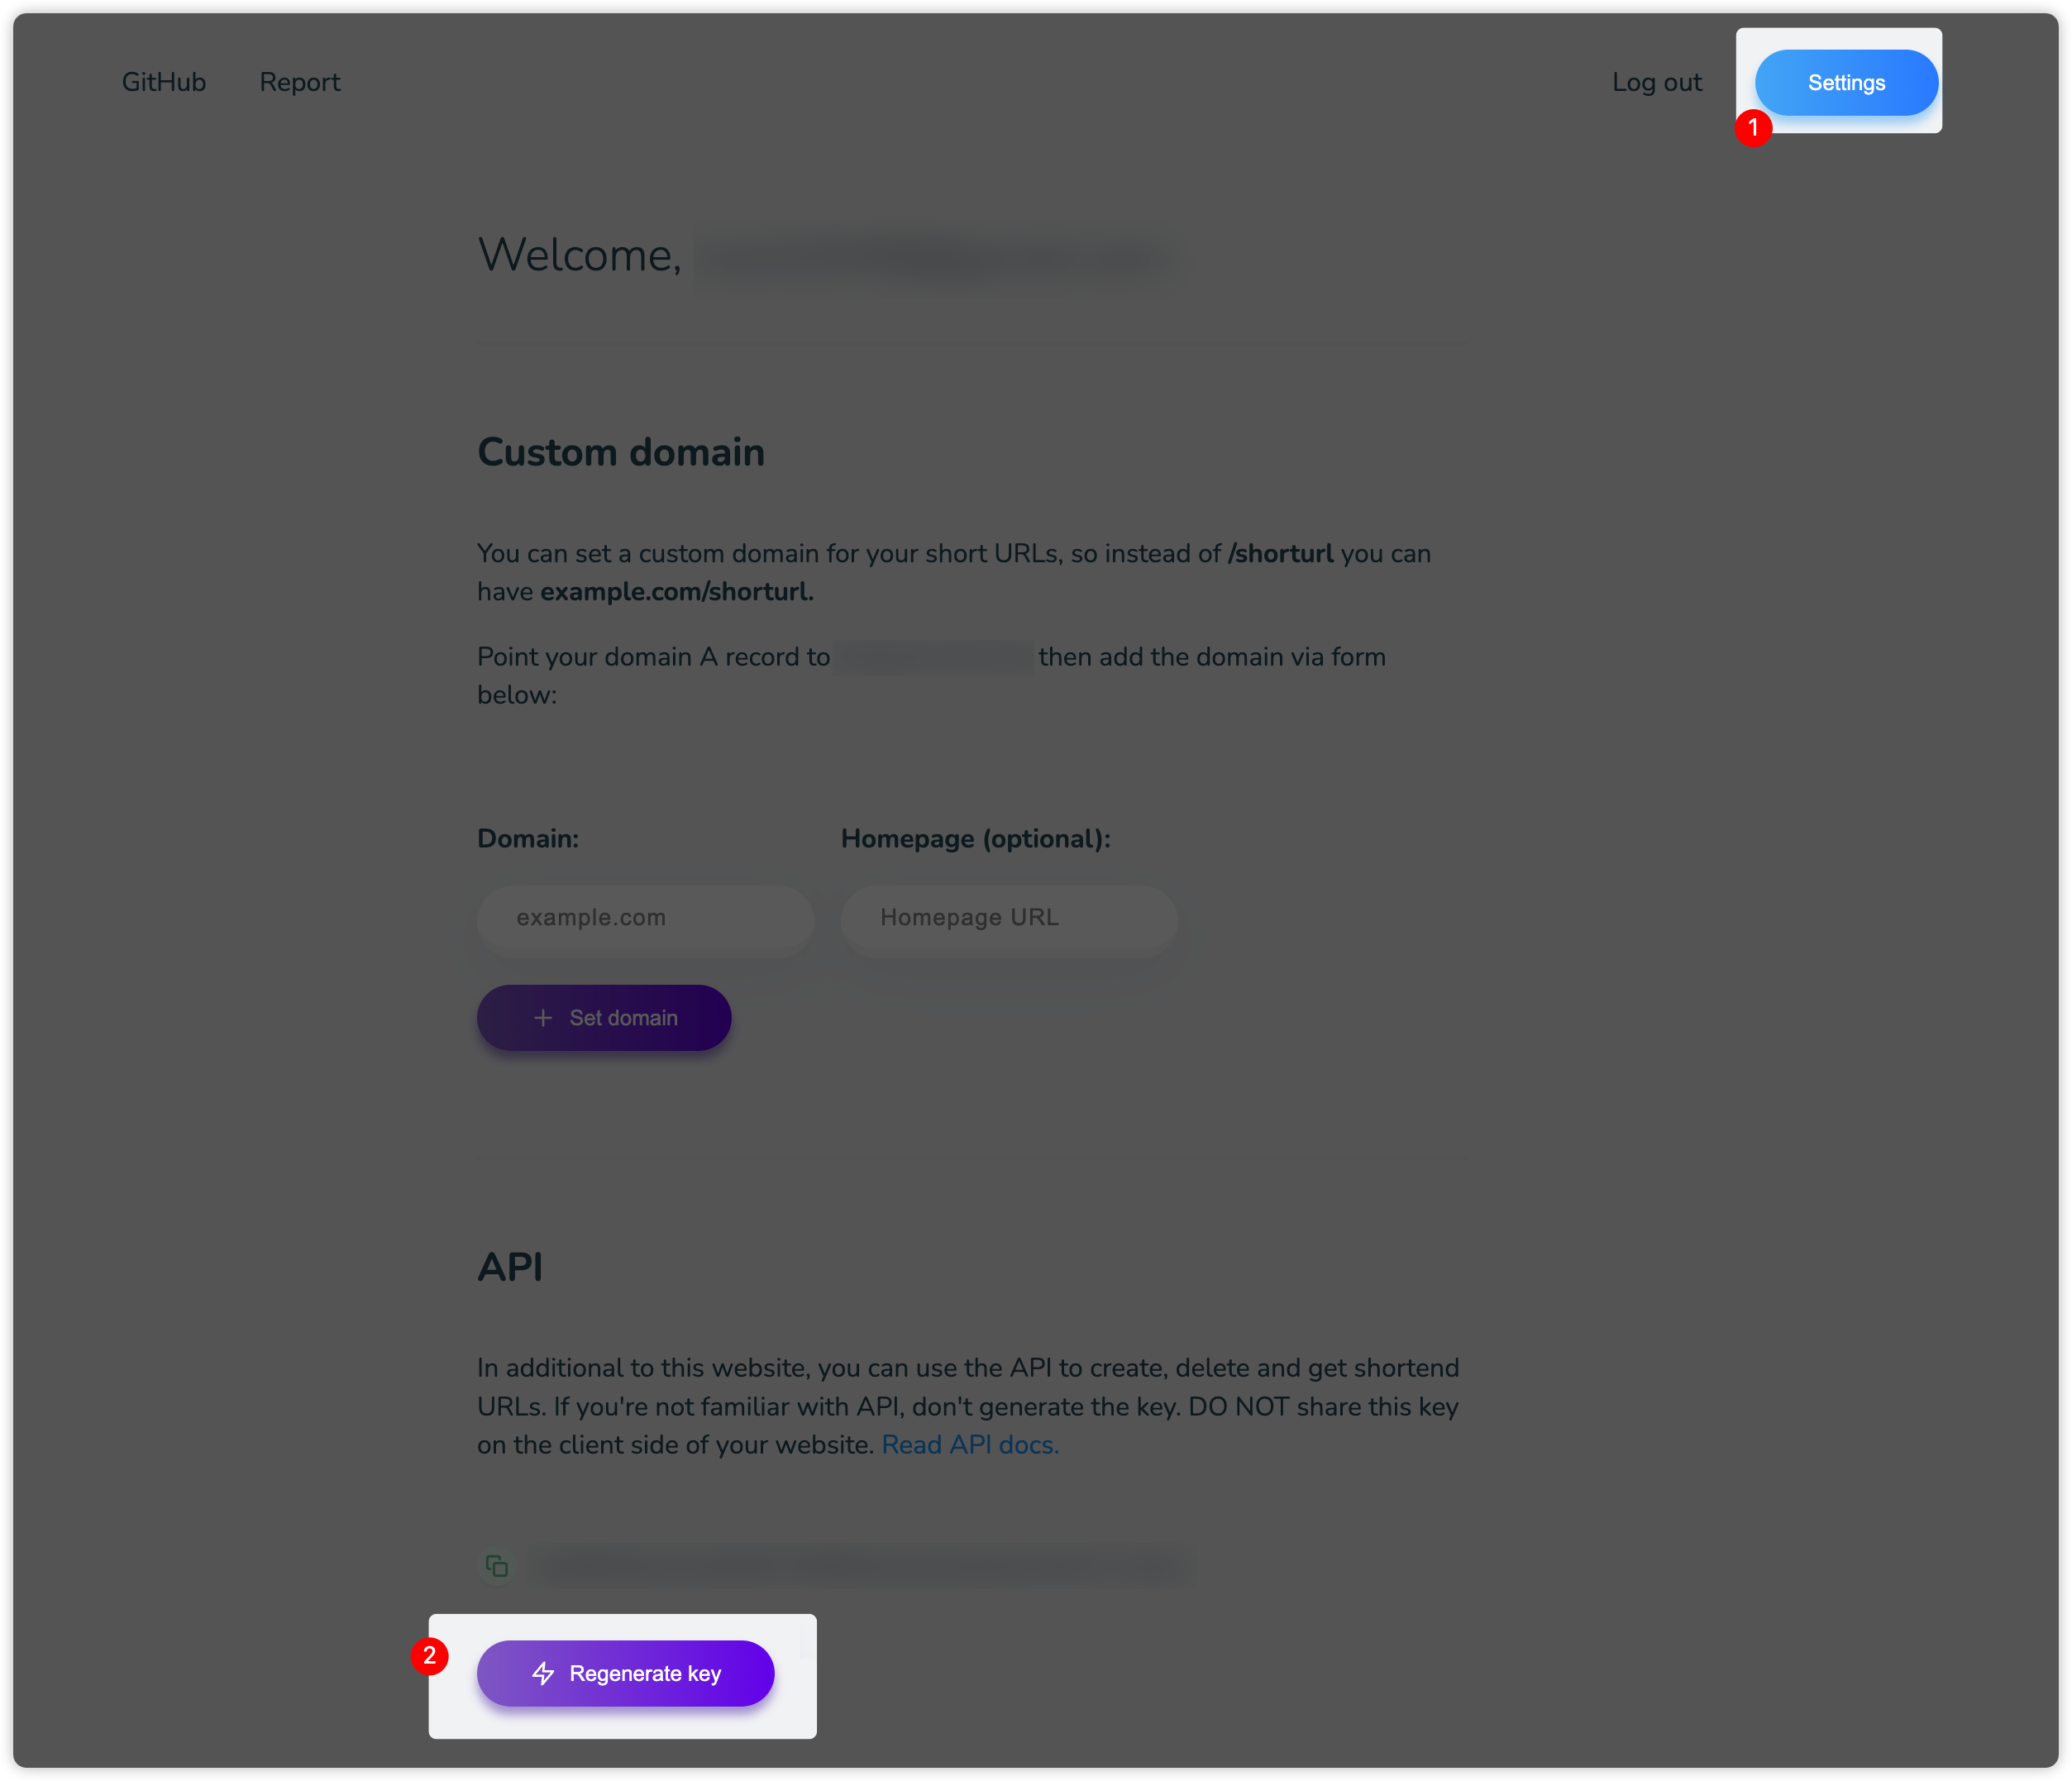 GitHub Report Log out Settings
1
Welcome,
Custom domain
You can set a custom domain for your short URLs, so instead of /shorturl you can
have example.com/shorturl.
Point your domain A record to then add the domain via form
below:
Domain: Homepage (optional):
example.com Homepage URL
Set domain
API
In additional to this website, you can use the API to create, delete and get shortend
URLs. If you're not familiar with API, don't generate the key. DO NOT share this key
on the client side of your website. Read API docs.
2
Regenerate key